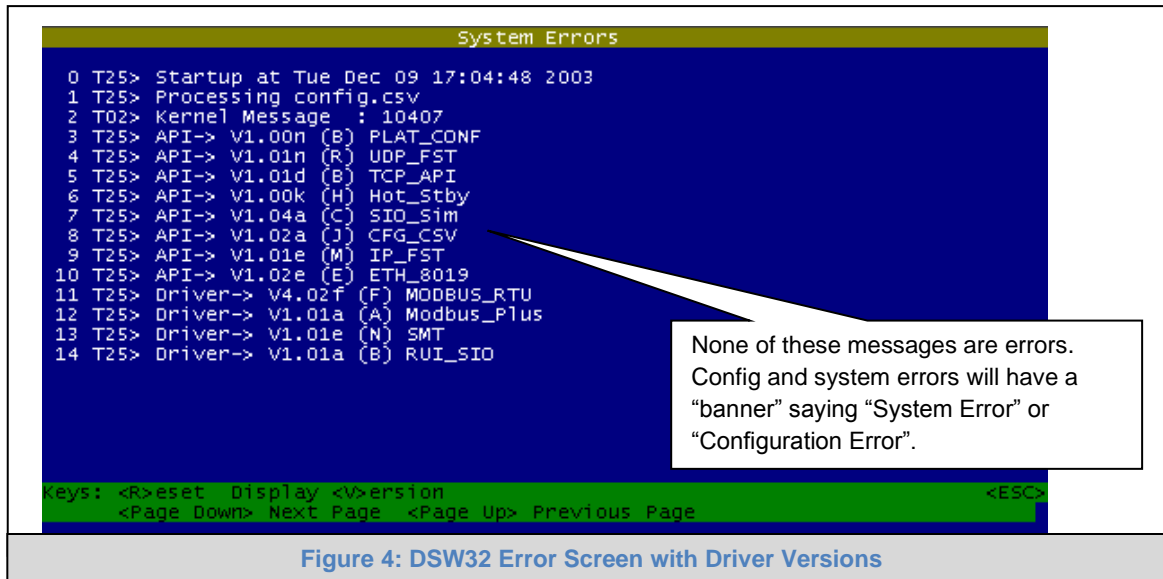 System Errors
0 T25> Startup at Tue Dec 09 17:04:48 2003
1 T25> Processing config.csv
2 T02> Kernel Message : 10407
3 T25> API-> V1.00n (B) PLAT_CONF
4 T25> API-> V1.01n (R) UDP_FST
5 T25> API-> V1.01d (B) TCP_API
6 T25> API-> V1.00k (H) Hot_Stby
7 T25> API-> V1.04a (C) SIO_Sim
8 T25> API-> V1.02a (J) CFG_CSV
9 T25> API-> V1.01e (M) IP_FST
10 T25> API-> V1.02e (E) ETH_8019
11 T25> Driver-> V4.02f (F) MODBUS_RTU
12 T25> Driver-> V1.01a (A) Modbus_Plus
13 T25> Driver-> V1.01e (N) SMT
14 T25> Driver-> V1.01a (B) RUI_SIO
None of these messages are errors.
Config and system errors will have a
“banner” saying “System Error” or
“Configuration Error”.
Keys: <R>eset Display <V>ersion <ESC>
<Page Down> Next Page <Page Up> Previous Page
Figure 4: DSW32 Error Screen with Driver Versions